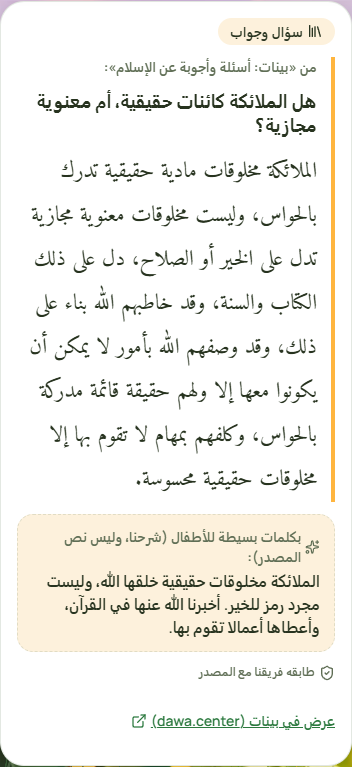 سؤال وجواب
من «بينات: أسئلة وأجوبة عن الإسلام»:
هل الملائكة كائنات حقيقية، أم معنوية
مجازية؟
الملائكة مخلوقات مادية حقيقية تدرك
بالحواس، وليست مخلوقات معنوية مجازية
تدل على الخير أو الصلاح، دل على ذلك
الكتاب والسنة، وقد خاطبهم الله بناء على
ذلك، وقد وصفهم الله بأمور لا يمكن أن
يكونوا معها إلا ولهم حقيقة قائمة مدركة
بالحواس، وكلفهم بمهام لا تقوم بها إلا
مخلوقات حقيقية محسوسة.
بكلمات بسيطة للأطفال (شرحنا، وليس نص
المصدر):
الملائكة مخلوقات حقيقية خلقها الله، وليست
مجرد رمز للخير. أخبرنا الله عنها في القرآن،
وأعطاها أعمالا تقوم بها.
طابقه فريقنا مع المصدر
عرض في بينات (dawa.center)